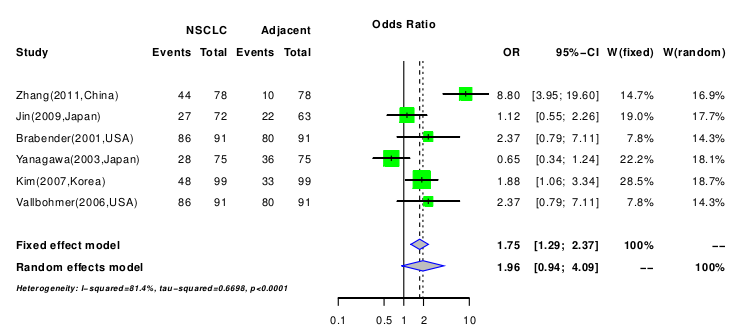 Odds Ratio
NSCLC Adjacent
Study Events Total Events Total OR 95%−CI W(fixed) W(random)
Zhang(2011,China) 44 78 10 78 8.80 [3.95; 19.60] 14.7% 16.9%
Jin(2009,Japan) 27 72 22 63 1.12 [0.55; 2.26] 19.0% 17.7%
Brabender(2001,USA) 86 91 80 91 2.37 [0.79; 7.11] 7.8% 14.3%
Yanagawa(2003,Japan) 28 75 36 75 0.65 [0.34; 1.24] 22.2% 18.1%
Kim(2007,Korea) 48 99 33 99 1.88 [1.06; 3.34] 28.5% 18.7%
Vallbohmer(2006,USA) 86 91 80 91 2.37 [0.79; 7.11] 7.8% 14.3%
Fixed effect model 1.75 [1.29; 2.37] 100% −−
Random effects model 1.96 [0.94; 4.09] −− 100%
Heterogeneity: I−squared=81.4%, tau−squared=0.6698, p<0.0001
0.1 0.5 1 2 10